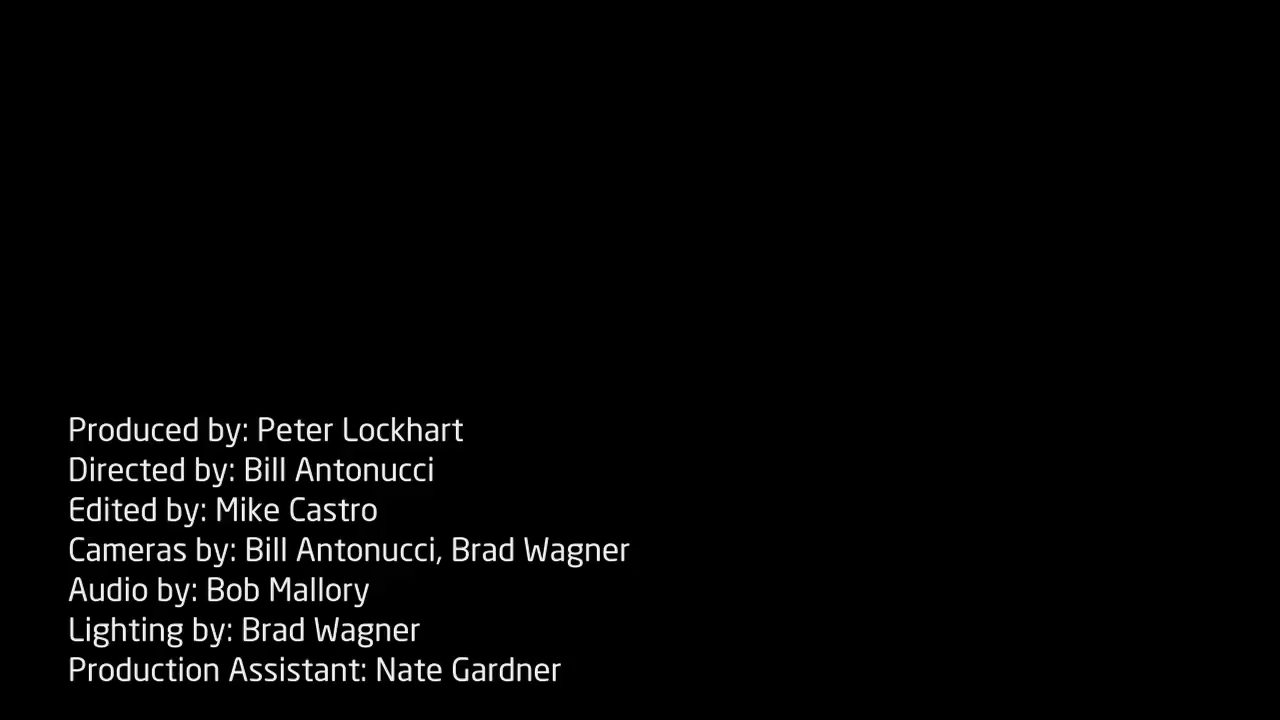 Produced by: Peter Lockhart
Directed by: Bill Antonucci
Edited by: Mike Castro
Cameras by: Bill Antonucci, Brad Wagner
Audio by: Bob Mallory
Lighting by: Brad Wagner
Production Assistant: Nate Gardner